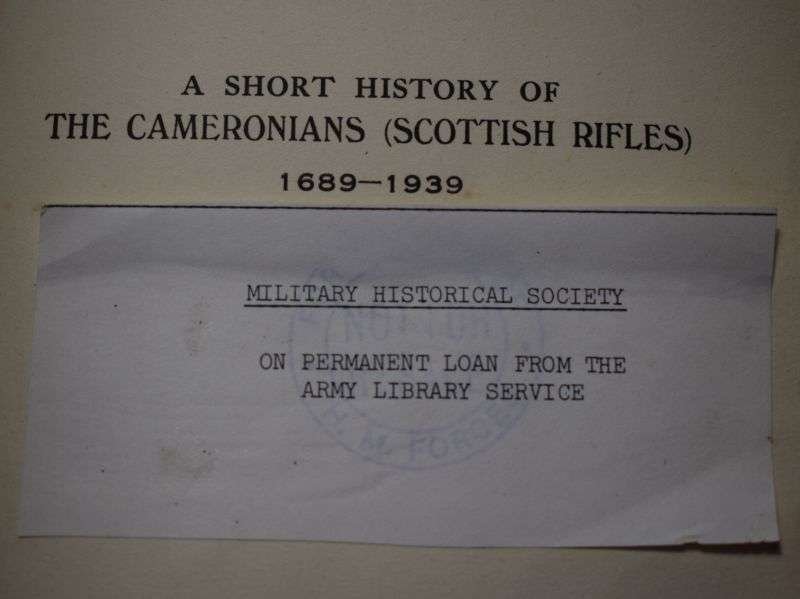 A SHORT HISTORY OF
THE CAMERONIANS (SCOTTISH RIFLES)
1689—1939
MILITARY HISTORICAL SOCIETY
ON PERMANENT LOAN FROM THE
ARMY LIBRARY SERVICE
H. M. FORCES